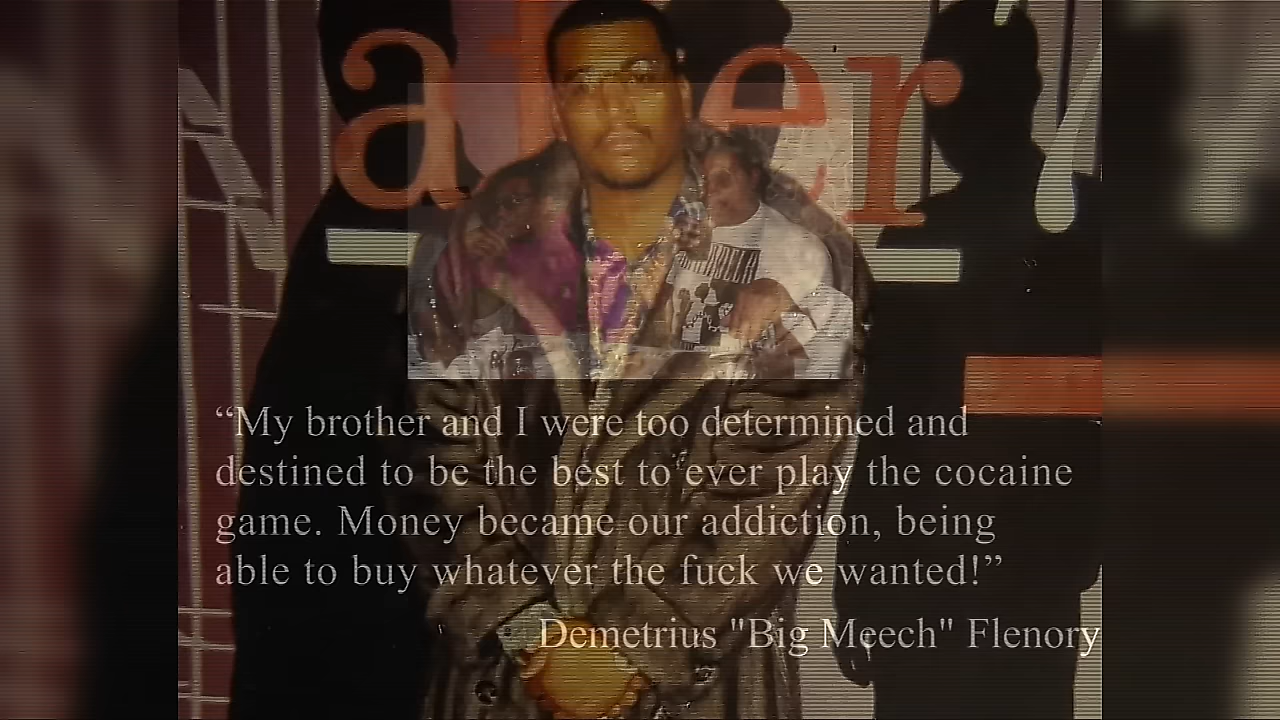 after
“My brother and I were too determined and
destined to be the best to ever play the cocaine
game. Money became our addiction, being
able to buy whatever the fuck we wanted!”
Demetrius "Big Meech" Flenory